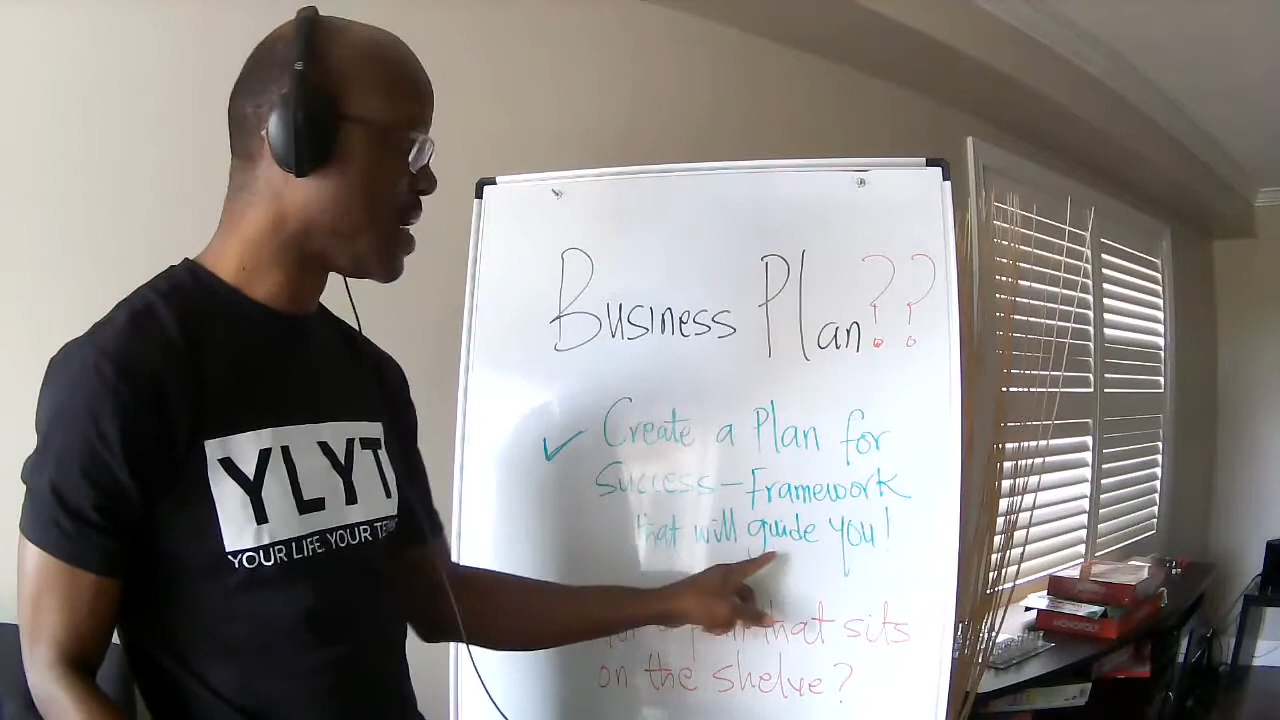 Business Plan??
✓ Create a Plan for
Success - Framework
that will guide you!
that sits
on the shelve?
YLYT
YOUR LIFE YOUR
MONOPOLY